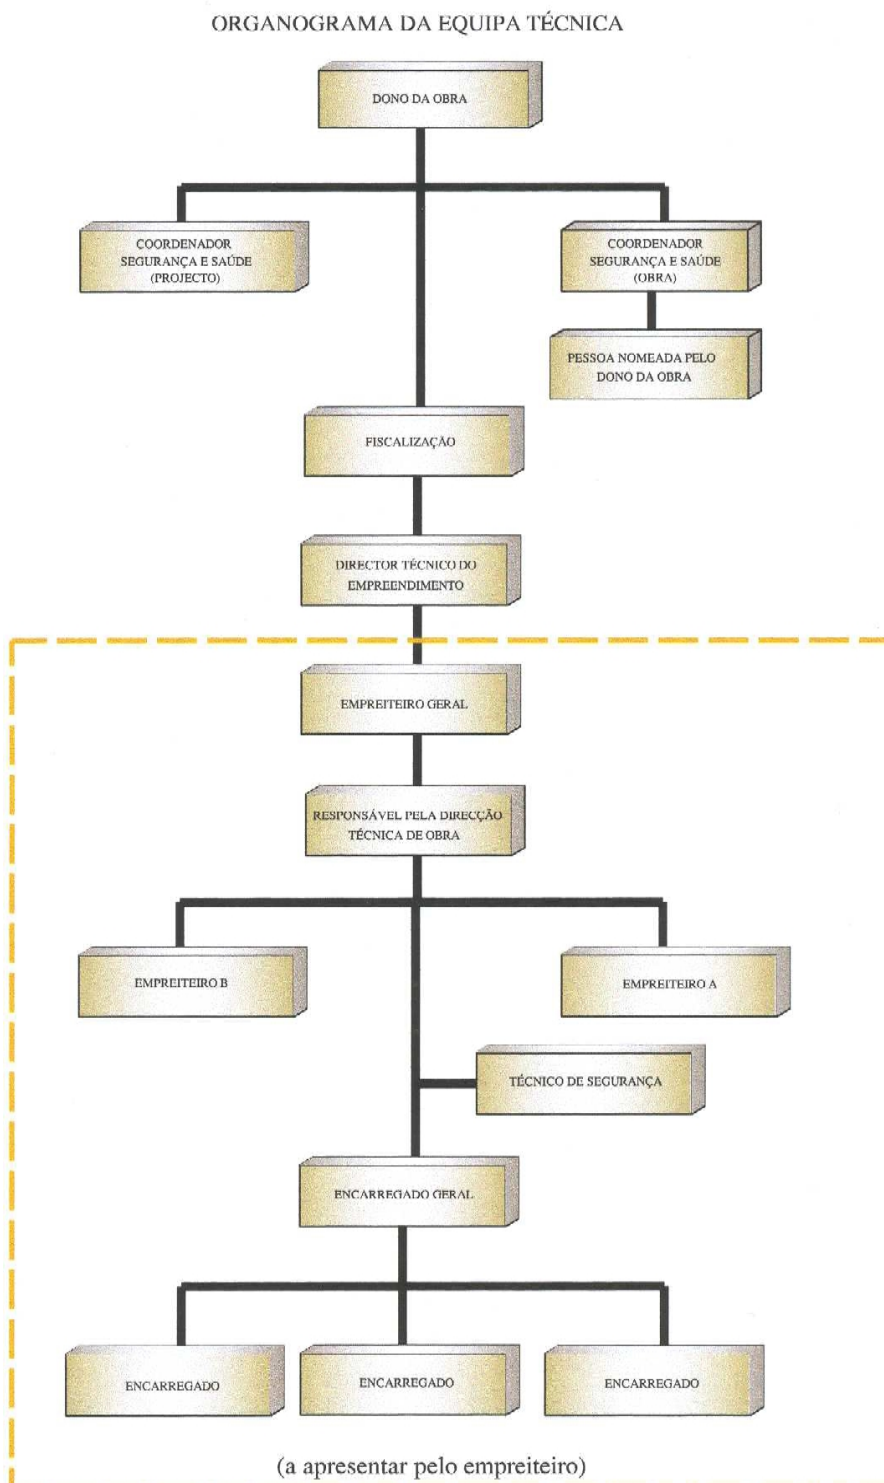 ORGANOGRAMA DA EQUIPA TÉCNICA
DONO DA OBRA
COORDENADOR
SEGURANÇA E SAÚDE
(PROJECTO)
COORDENADOR
SEGURANÇA E SAÚDE
(OBRA)
PESSOA NOMEADA PELO
DONO DA OBRA
FISCALIZAÇÃO
DIRECTOR TÉCNICO DO
EMPREENDIMENTO
EMPREITEIRO GERAL
RESPONSÁVEL PELA DIRECÇÃO
TÉCNICA DE OBRA
EMPREITEIRO B
EMPREITEIRO A
TÉCNICO DE SEGURANÇA
ENCARREGADO GERAL
ENCARREGADO
ENCARREGADO
ENCARREGADO
(a apresentar pelo empreiteiro)